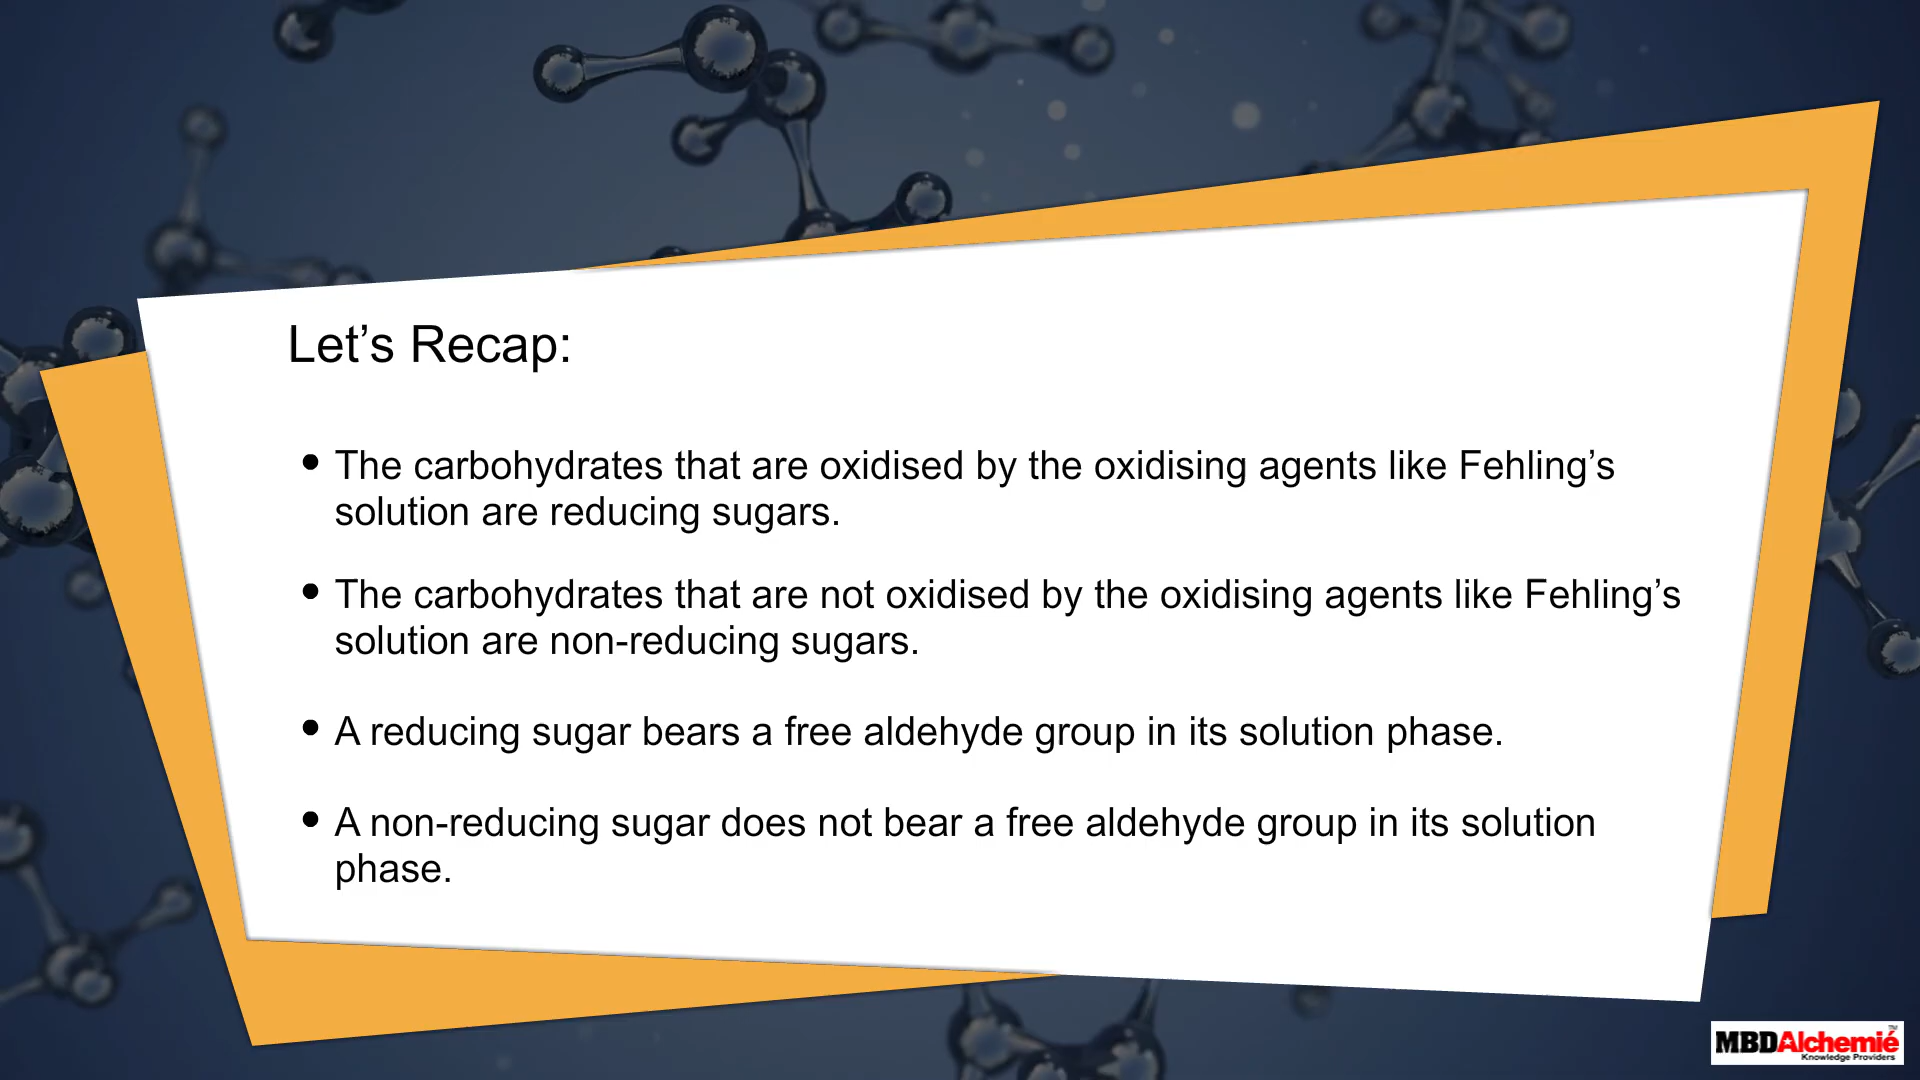 Let’s Recap:
• The carbohydrates that are oxidised by the oxidising agents like Fehling’s
solution are reducing sugars.
• The carbohydrates that are not oxidised by the oxidising agents like Fehling’s
solution are non-reducing sugars.
• A reducing sugar bears a free aldehyde group in its solution phase.
• A non-reducing sugar does not bear a free aldehyde group in its solution
phase.
MBDAlchemié™
Knowledge Providers